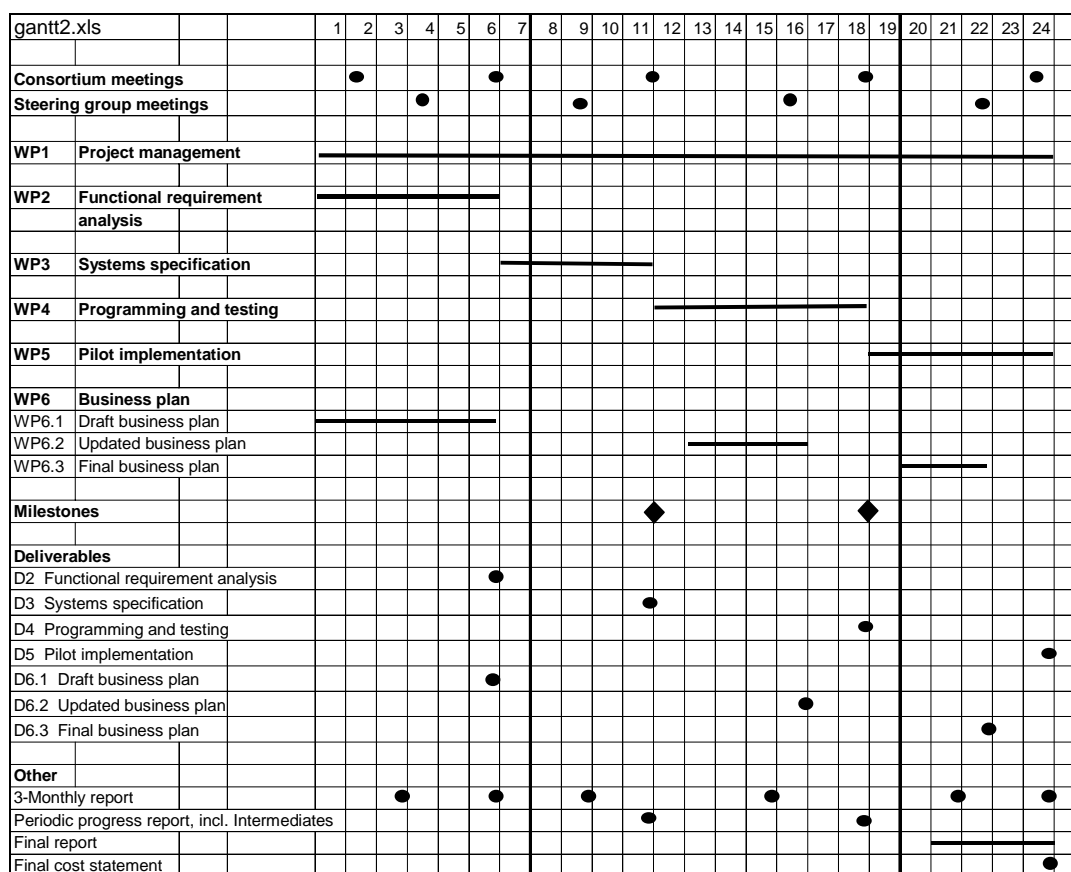 gantt2.xls 1 2 3 4 5 6 7 8 9 10 11 12 13 14 15 16 17 18 19 20 21 22 23 24
Consortium meetings
Steering group meetings
WP1 Project management
WP2 Functional requirement
analysis
WP3 Systems specification
WP4 Programming and testing
WP5 Pilot implementation
WP6 Business plan
WP6.1 Draft business plan
WP6.2 Updated business plan
WP6.3 Final business plan
Milestones
Deliverables
D2 Functional requirement analysis
D3 Systems specification
D4 Programming and testing
D5 Pilot implementation
D6.1 Draft business plan
D6.2 Updated business plan
D6.3 Final business plan
Other
3-Monthly report
Periodic progress report, incl. Intermediates
Final report
Final cost statement